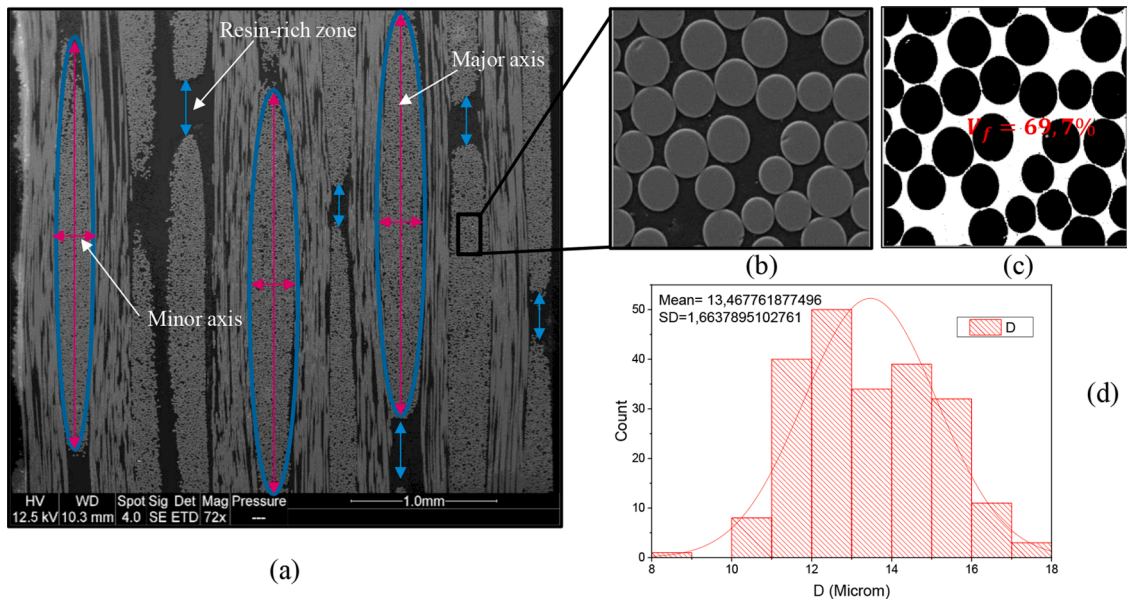 Resin-rich zone
Major axis
Minor axis
HV WD Spot Sig Det Mag Pressure
12.5 kV 10.3 mm 4.0 SE ETD 72x ---
1.0mm
(a)
(b)
V_f = 69,7%
(c)
Mean= 13,467761877496
SD=1,6637895102761
D
50
40
30
20
10
0
Count
8 10 12 14 16 18
D (Microm)
(d)